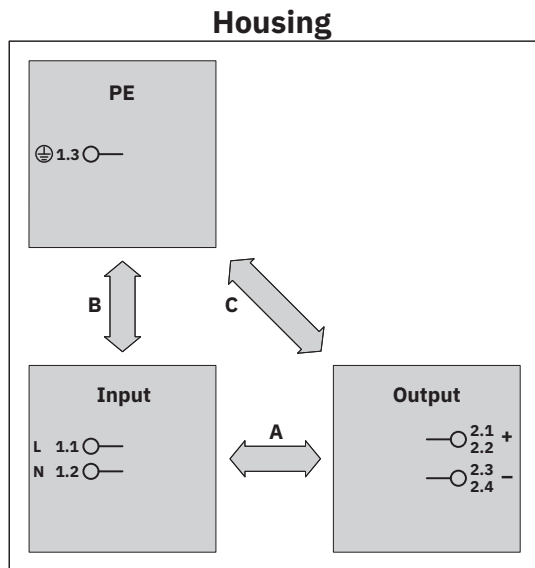 Housing
PE
1.3
B
C
Input
Output
A
L 1.1
N 1.2
2.1
2.2 +
2.3
2.4 –